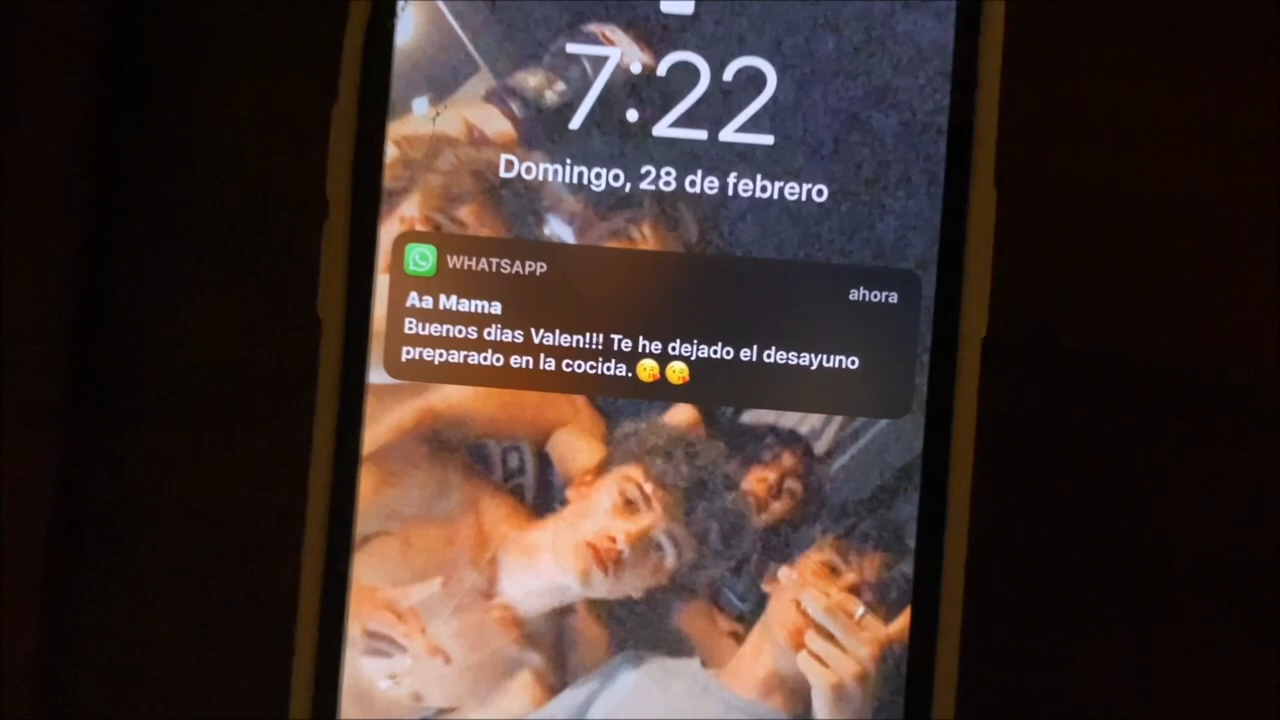 7:22
Domingo, 28 de febrero
WHATSAPP
ahora
Aa Mama
Buenos dias Valen!!! Te he dejado el desayuno
preparado en la cocida.😘😘